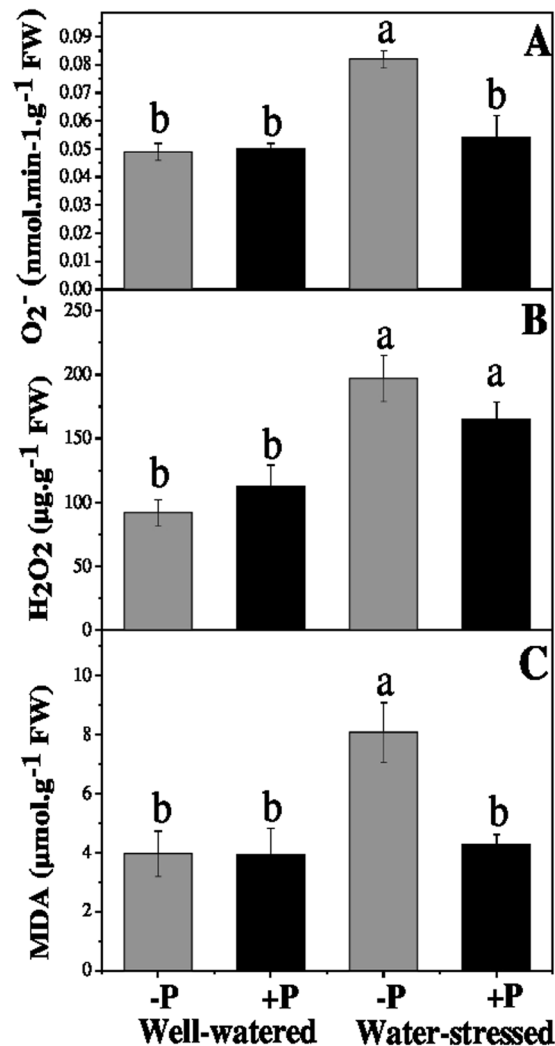 A
O₂⁻ (nmol.min-1.g⁻¹ FW)
0.09
0.08
0.07
0.06
0.05
0.04
0.03
0.02
0.01
0.00
b
b
a
b
B
H₂O₂ (µg.g⁻¹ FW)
250
200
150
100
50
0
b
b
a
a
C
MDA (µmol.g⁻¹ FW)
10
8
6
4
2
0
b
b
a
b
-P +P -P +P
Well-watered Water-stressed